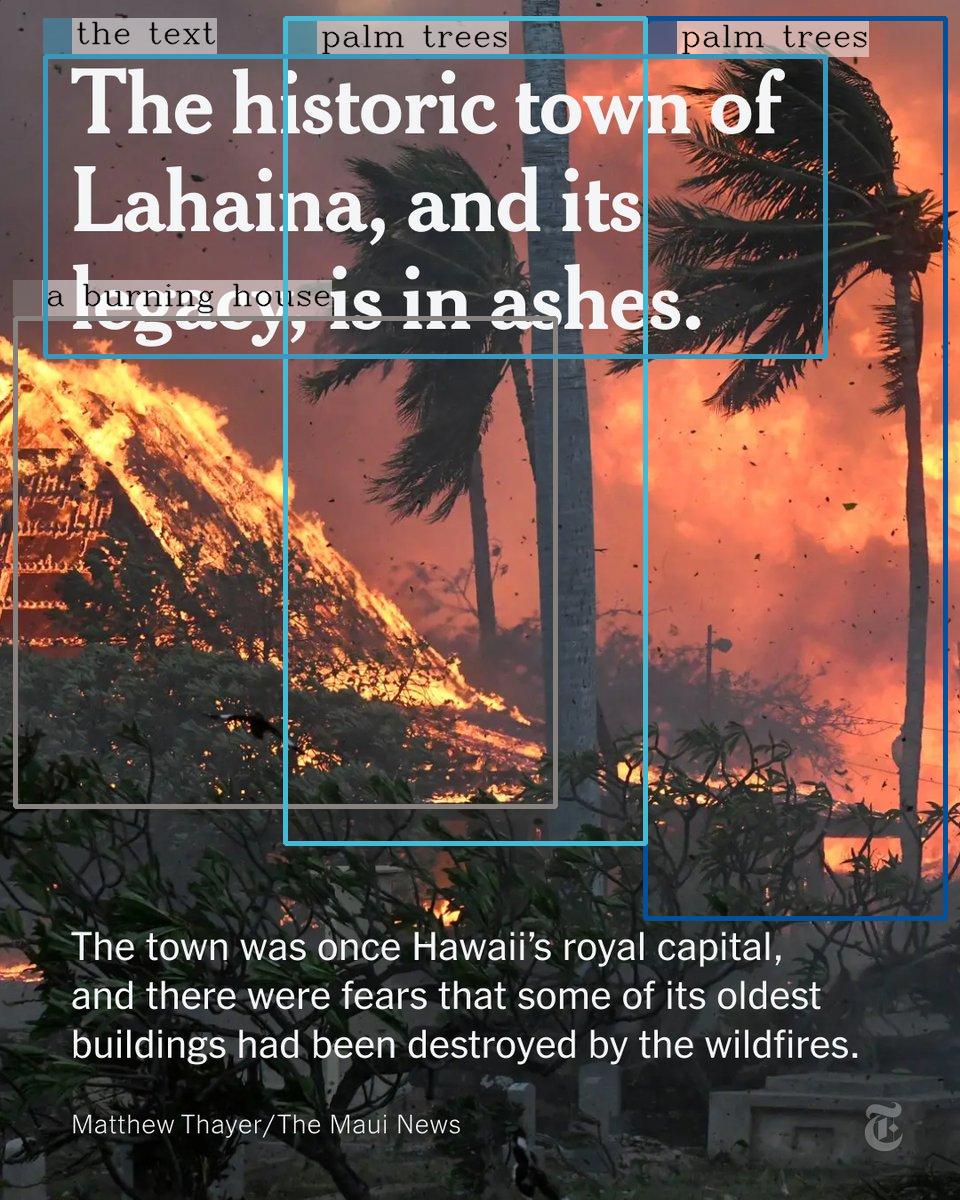 the text
palm trees
palm trees
The historic town of
Lahaina, and its
a burning house
legacy, is in ashes.
The town was once Hawaii’s royal capital,
and there were fears that some of its oldest
buildings had been destroyed by the wildfires.
Matthew Thayer/The Maui News
T